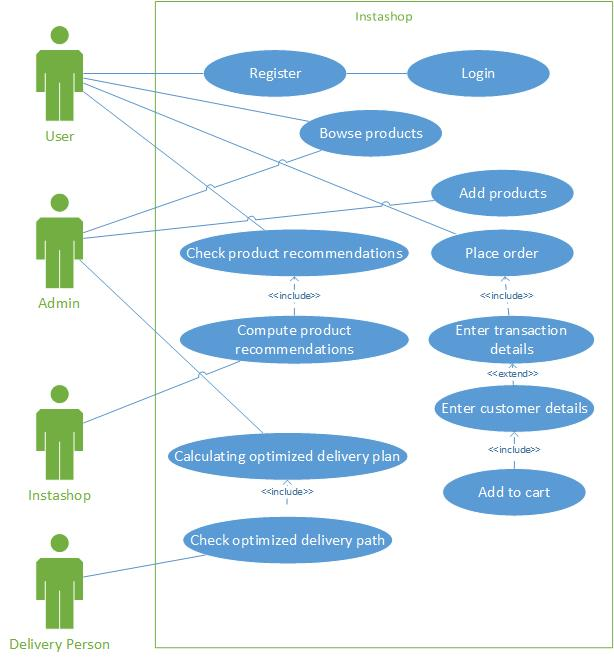 Instashop
User
Register
Login
Bowse products
Admin
Add products
Check product recommendations
Place order
<<include>>
<<include>>
Compute product
recommendations
Enter transaction
details
<<extend>>
Instashop
Enter customer details
<<include>>
Calculating optimized delivery plan
<<include>>
Add to cart
Check optimized delivery path
Delivery Person